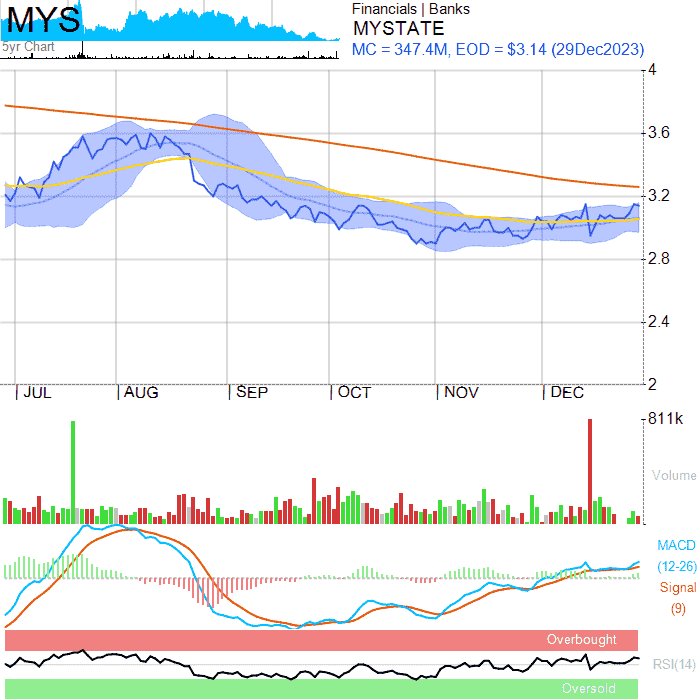 MYS
5yr Chart
Financials | Banks
MYSTATE
MC = 347.4M, EOD = $3.14 (29Dec2023)
4
3.6
3.2
2.8
2.4
2
| JUL | AUG | SEP | OCT | NOV | DEC
811k
Volume
MACD
(12-26)
Signal
(9)
Overbought
RSI(14)
Oversold